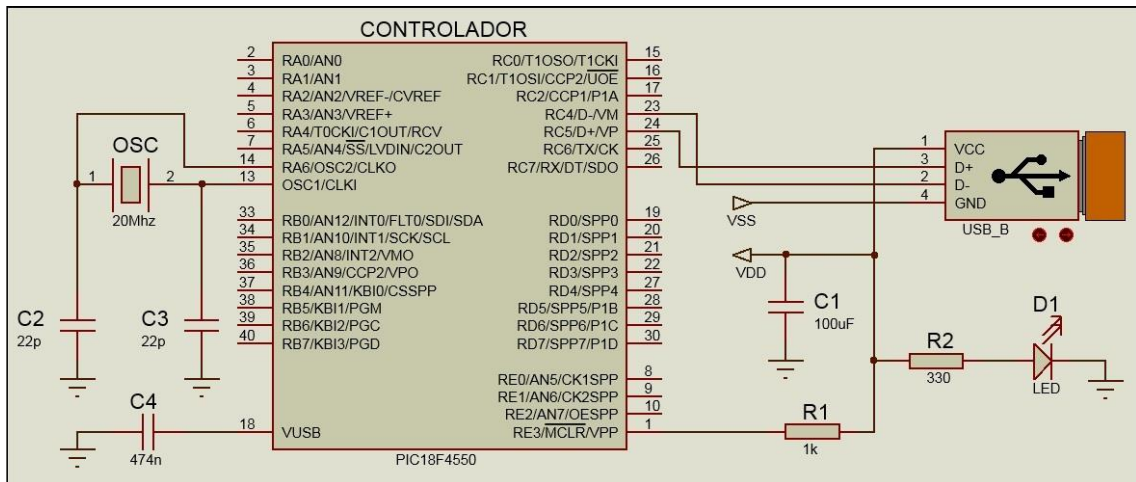 CONTROLADOR
2 RA0/AN0
3 RA1/AN1
4 RA2/AN2/VREF-/CVREF
5 RA3/AN3/VREF+
6 RA4/T0CKI/C1OUT/RCV
7 RA5/AN4/SS/LVDIN/C2OUT
14 RA6/OSC2/CLKO
13 OSC1/CLKI
33 RB0/AN12/INT0/FLT0/SDI/SDA
34 RB1/AN10/INT1/SCK/SCL
35 RB2/AN8/INT2/VMO
36 RB3/AN9/CCP2/VPO
37 RB4/AN11/KBI0/CSSPP
38 RB5/KBI1/PGM
39 RB6/KBI2/PGC
40 RB7/KBI3/PGD
18 VUSB
RC0/T1OSO/T1CKI 15
RC1/T1OSI/CCP2/UOE 16
RC2/CCP1/P1A 17
RC4/D-/VM 23
RC5/D+/VP 24
RC6/TX/CK 25
RC7/RX/DT/SDO 26
RD0/SPP0 19
RD1/SPP1 20
RD2/SPP2 21
RD3/SPP3 22
RD4/SPP4 27
RD5/SPP5/P1B 28
RD6/SPP6/P1C 29
RD7/SPP7/P1D 30
RE0/AN5/CK1SPP 8
RE1/AN6/CK2SPP 9
RE2/AN7/OESPP 10
RE3/MCLR/VPP 1
PIC18F4550
OSC
1 2
20Mhz
C2
22p
C3
22p
C4
474n
1 VCC
3 D+
2 D-
4 GND
USB_B
VSS
VDD
C1
100uF
R2
330
D1
LED
R1
1k